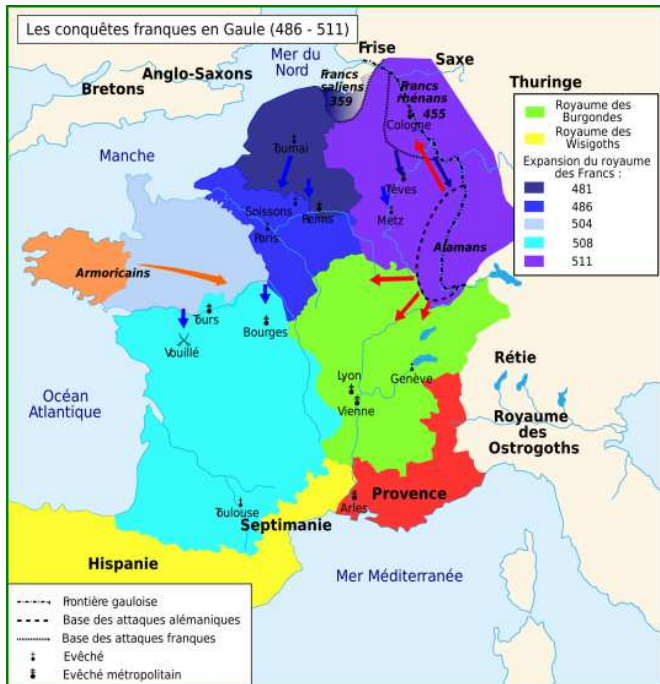 Les conquêtes franques en Gaule (486 - 511)
Mer du
Nord
Frise
Saxe
Anglo-Saxons
Bretons
Francs
saliens
359
Francs
rhénans
455
Thuringe
Cologne
Royaume des
Burgondes
Royaume des
Wisigoths
Expansion du royaume
des Francs :
481
486
504
508
511
Manche
Tournai
Trèves
Soissons
Reims
Metz
Paris
Alamans
Armoricains
Tours
Bourges
Vouillé
Océan
Atlantique
Lyon
Genève
Vienne
Rétie
Royaume
des
Ostrogoths
Provence
Arles
Toulouse
Septimanie
Hispanie
Mer Méditerranée
Frontière gauloise
Base des attaques alémaniques
Base des attaques franques
Evêché
Evêché métropolitain